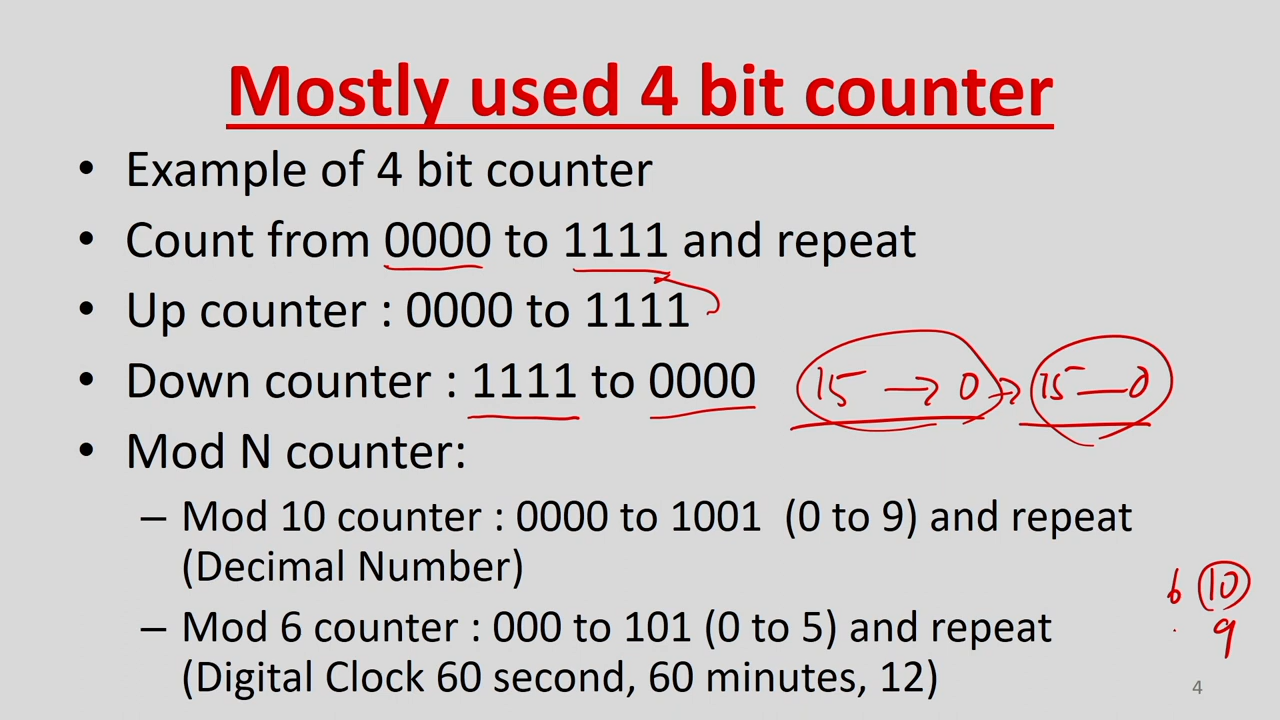 Mostly used 4 bit counter
• Example of 4 bit counter
• Count from 0000 to 1111 and repeat
• Up counter : 0000 to 1111
• Down counter : 1111 to 0000 15 → 0 → 15 — 0
• Mod N counter:
– Mod 10 counter : 0000 to 1001 (0 to 9) and repeat
(Decimal Number)
6 10
– Mod 6 counter : 000 to 101 (0 to 5) and repeat
9
(Digital Clock 60 second, 60 minutes, 12)
4